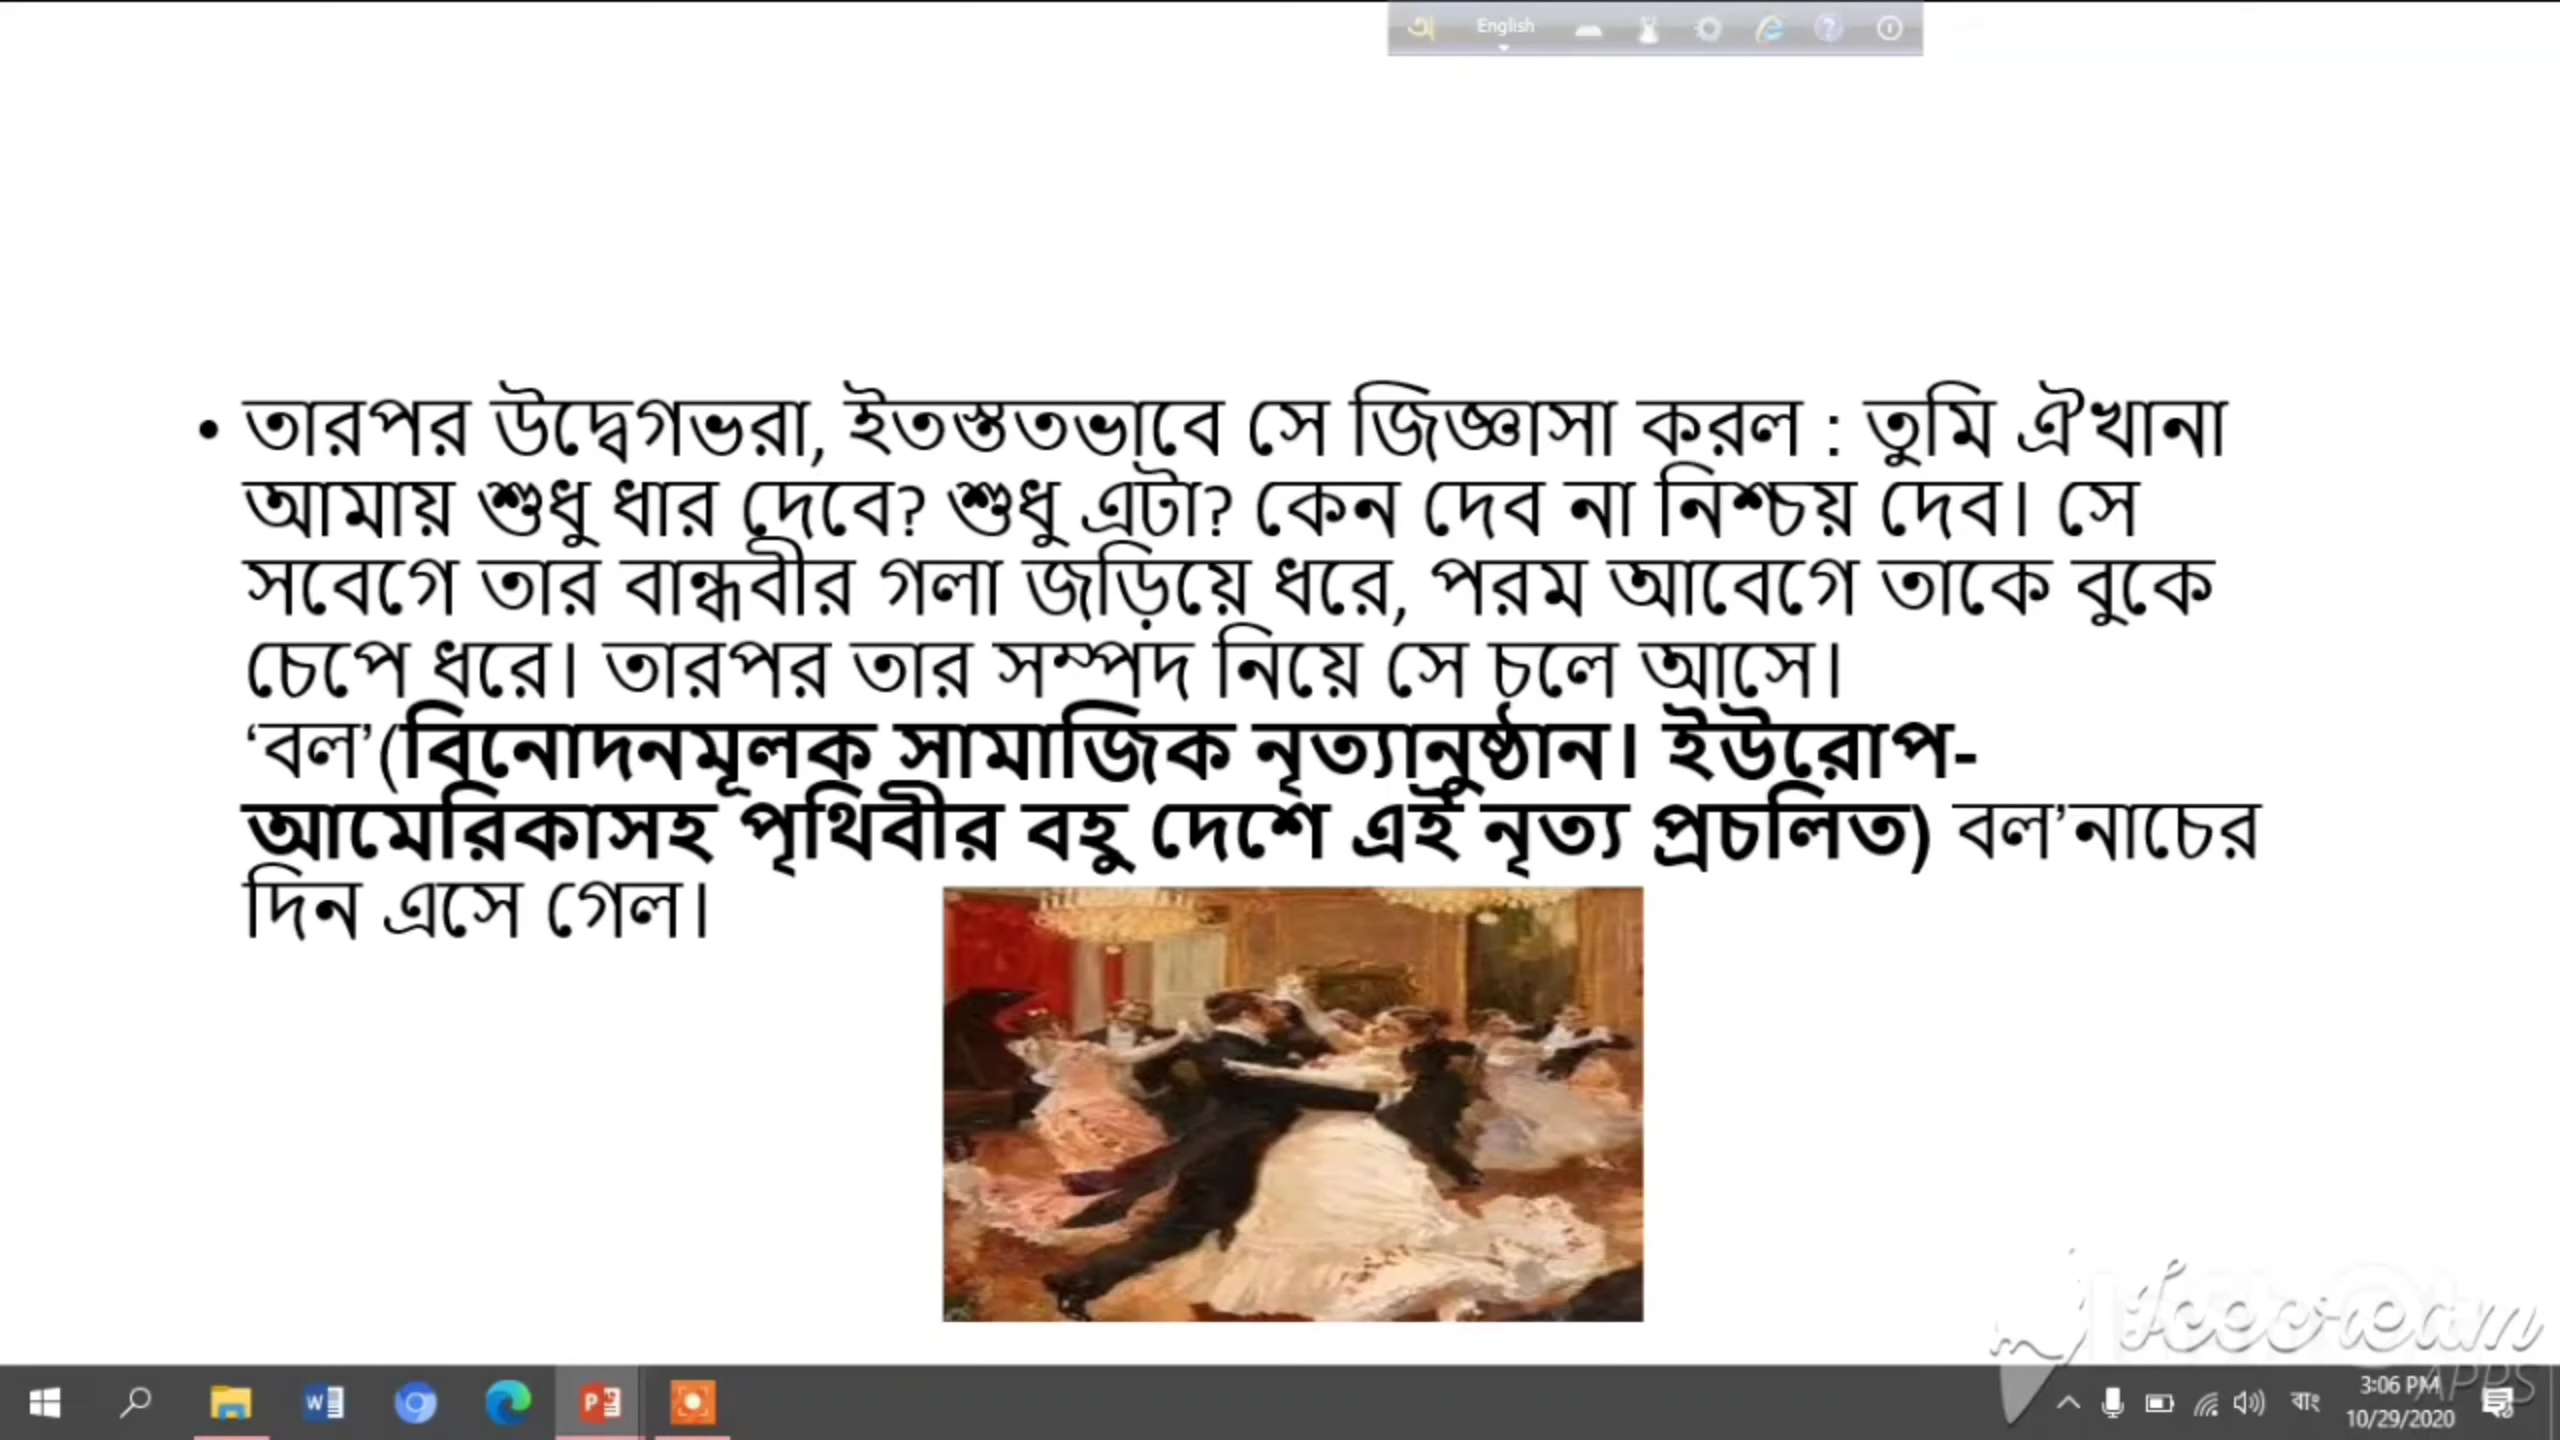 English
• তারপর উদ্বেগভরা, ইতস্ততভাবে সে জিজ্ঞাসা করল : তুমি ঐখানা
আমায় শুধু ধার দেবে? শুধু এটা? কেন দেব না নিশ্চয় দেব। সে
সবেগে তার বান্ধবীর গলা জড়িয়ে ধরে, পরম আবেগে তাকে বুকে
চেপে ধরে। তারপর তার সম্পদ নিয়ে সে চলে আসে।
‘বল’(বিনোদনমূলক সামাজিক নৃত্যানুষ্ঠান। ইউরোপ-
আমেরিকাসহ পৃথিবীর বহু দেশে এই নৃত্য প্রচলিত) বল’নাচের
দিন এসে গেল।
Icecream
APPS
বাং
3:06 PM
10/29/2020